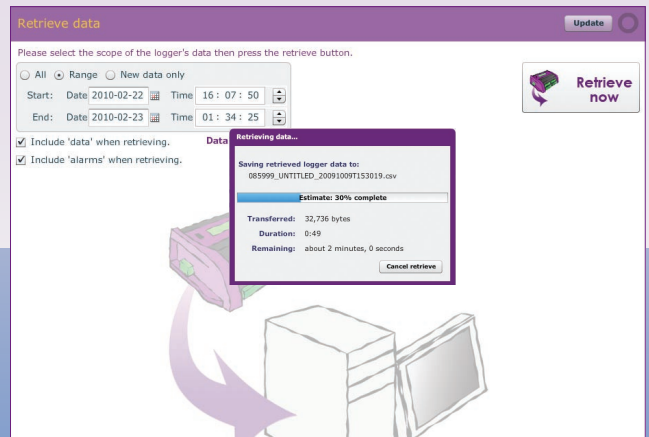 Retrieve data
Update
Please select the scope of the logger's data then press the retrieve button.
All Range New data only
Start: Date 2010-02-22 Time 16 : 07 : 50
End: Date 2010-02-23 Time 01 : 34 : 25
Retrieve
now
Include 'data' when retrieving.
Data
Include 'alarms' when retrieving.
Retrieving data...
Saving retrieved logger data to:
085999_UNTITLED_20091009T153019.csv
Estimate: 30% complete
Transferred: 32,736 bytes
Duration: 0:49
Remaining: about 2 minutes, 0 seconds
Cancel retrieve